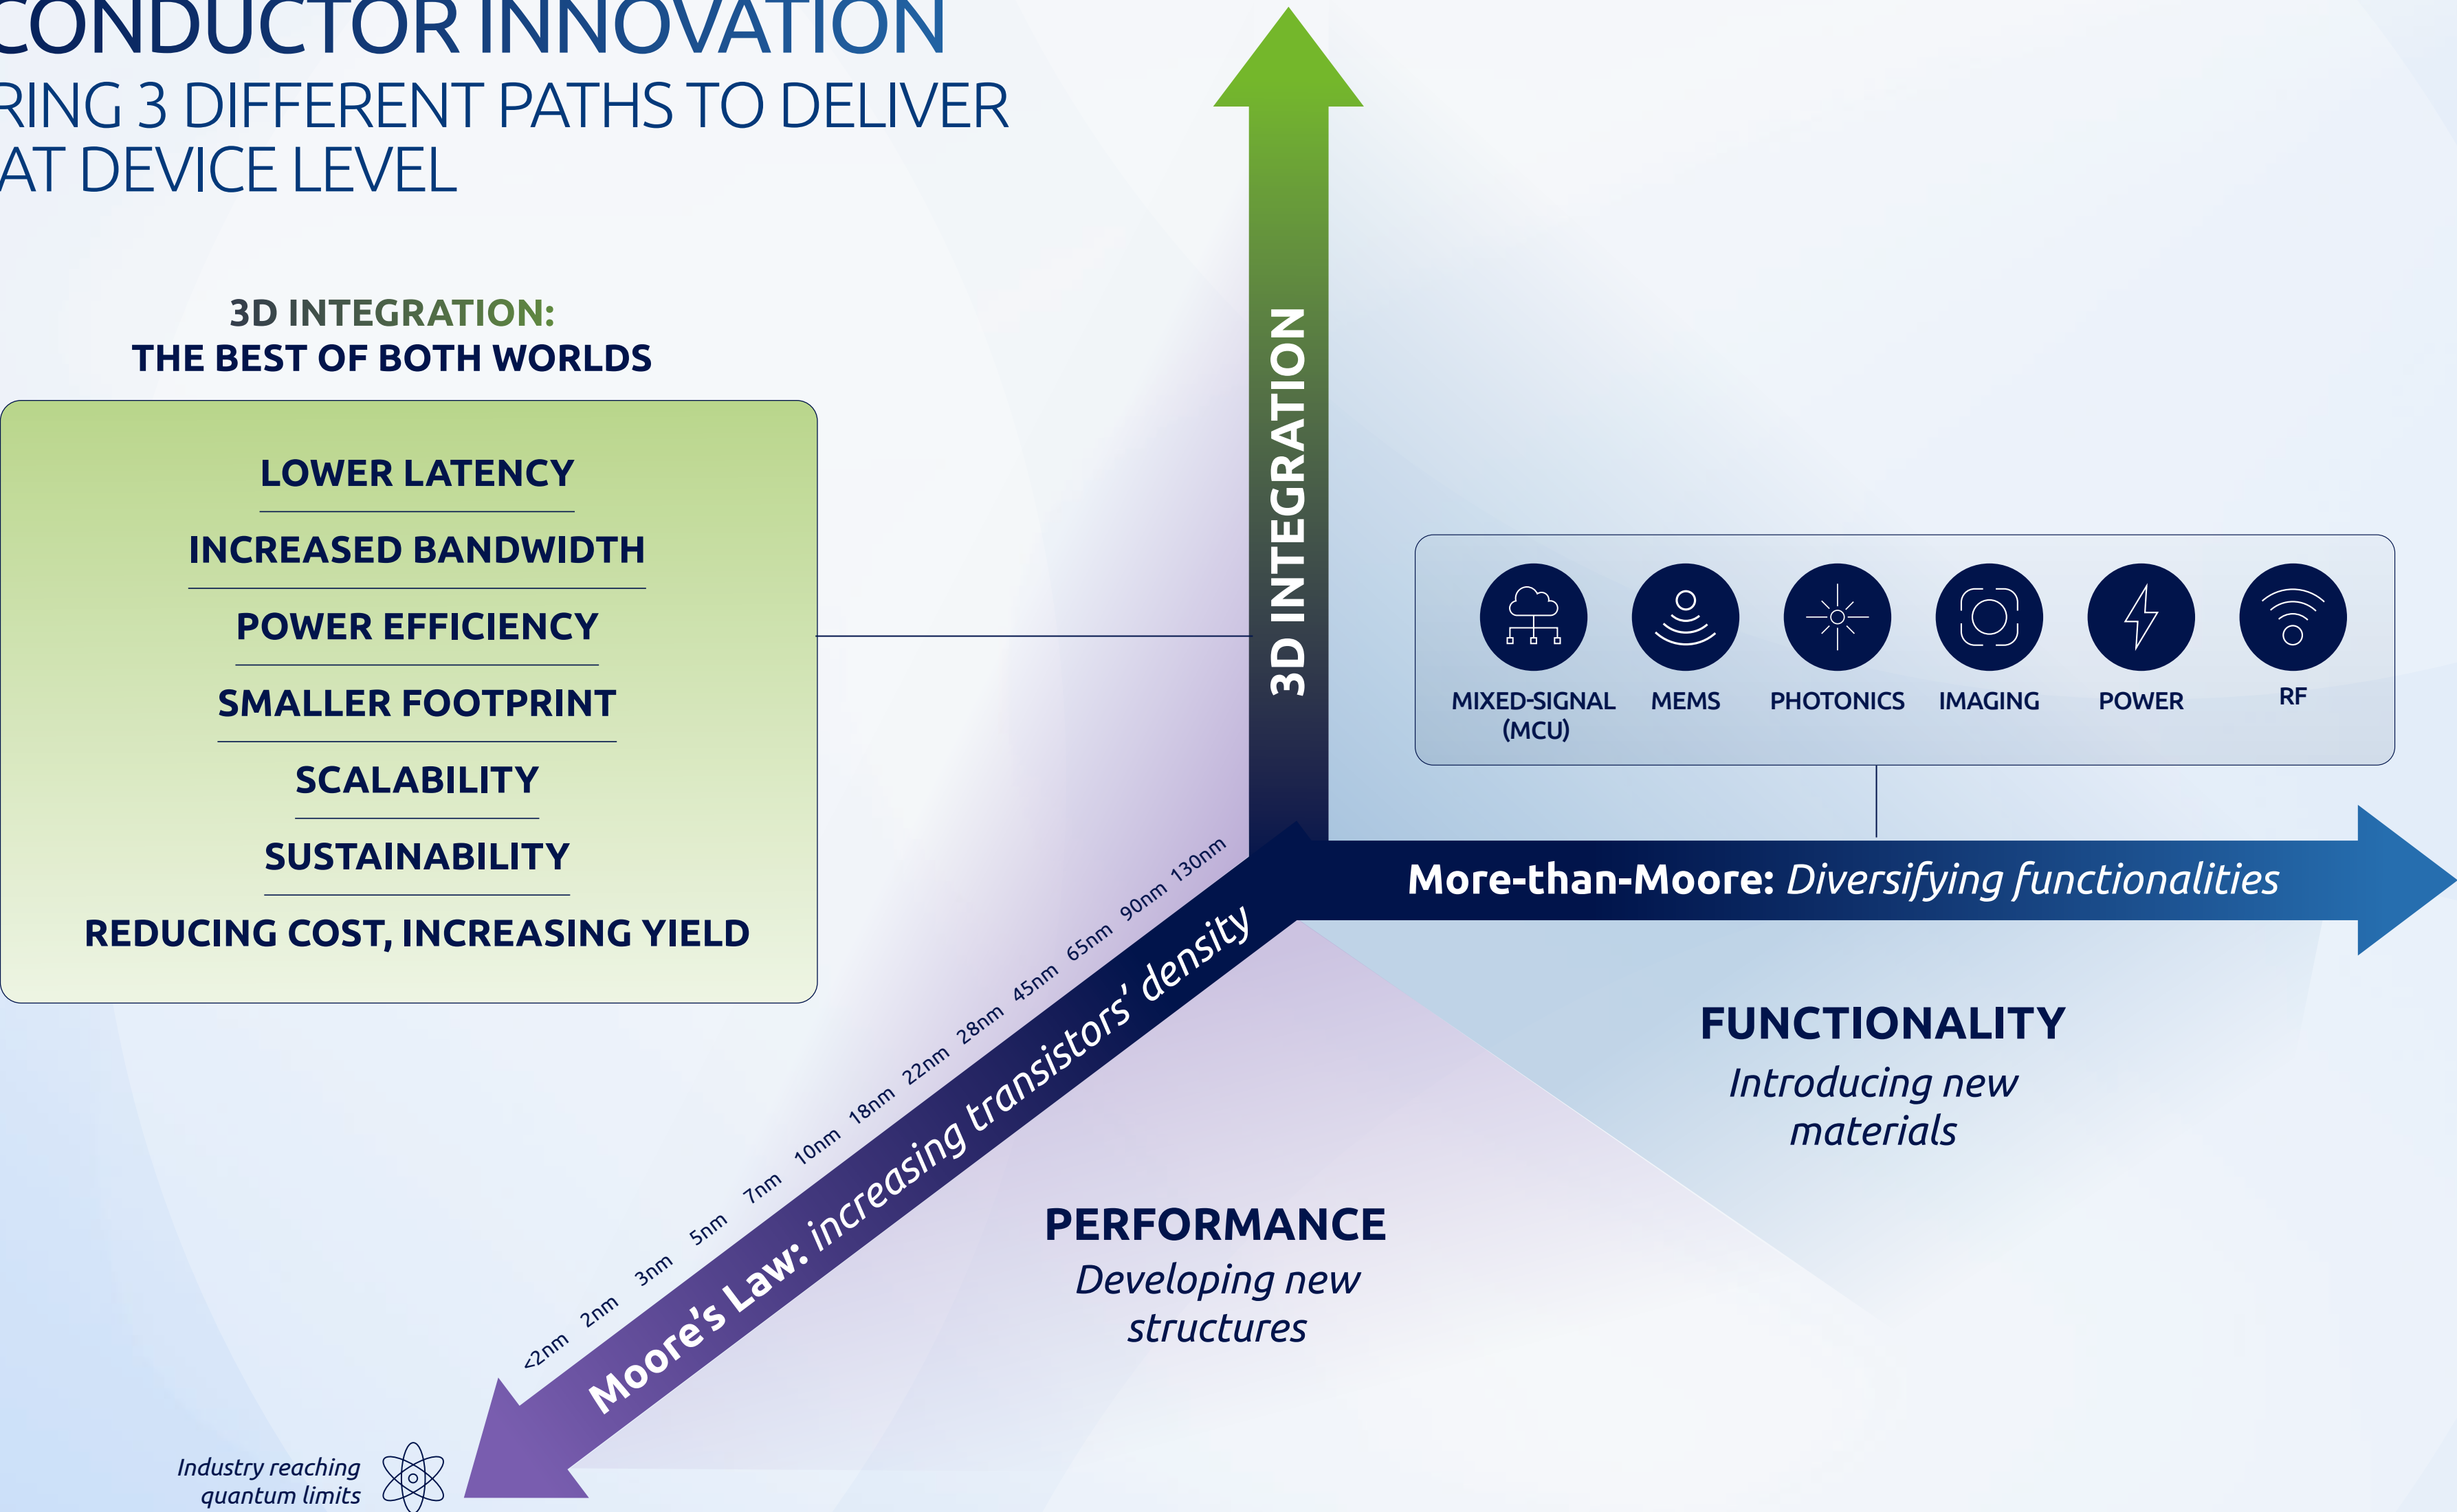 CONDUCTOR INNOVATION
RING 3 DIFFERENT PATHS TO DELIVER
AT DEVICE LEVEL
3D INTEGRATION:
THE BEST OF BOTH WORLDS
LOWER LATENCY
INCREASED BANDWIDTH
POWER EFFICIENCY
SMALLER FOOTPRINT
SCALABILITY
SUSTAINABILITY
REDUCING COST, INCREASING YIELD
3D INTEGRATION
MIXED-SIGNAL
(MCU)
MEMS
PHOTONICS
IMAGING
POWER
RF
More-than-Moore: Diversifying functionalities
FUNCTIONALITY
Introducing new
materials
130nm
90nm
65nm
45nm
28nm
22nm
18nm
10nm
7nm
5nm
3nm
2nm
<2nm
Moore's Law: increasing transistors' density
PERFORMANCE
Developing new
structures
Industry reaching
quantum limits